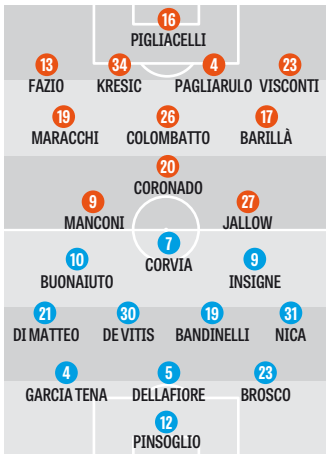 16
PIGLIACELLI
13 34 4 23
FAZIO KRESIC PAGLIARULO VISCONTI
19 26 17
MARACCHI COLOMBATTO BARILLÀ
20
CORONADO
9 27
MANCONI JALLOW
7
CORVIA
10 9
BUONAIUTO INSIGNE
21 30 19 31
DI MATTEO DE VITIS BANDINELLI NICA
4 5 23
GARCIA TENA DELLAFIORE BROSCO
12
PINSOGLIO